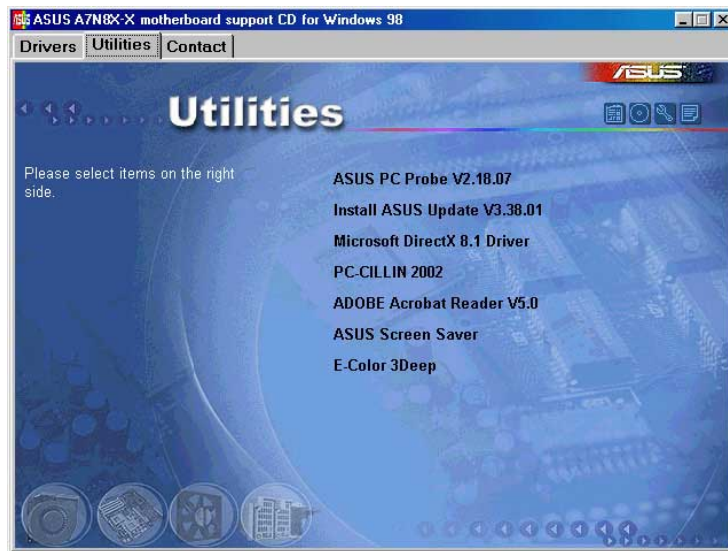 ASUS A7N8X-X motherboard support CD for Windows 98
Drivers Utilities Contact
ASUS
Utilities
Please select items on the right
side.
ASUS PC Probe V2.18.07
Install ASUS Update V3.38.01
Microsoft DirectX 8.1 Driver
PC-CILLIN 2002
ADOBE Acrobat Reader V5.0
ASUS Screen Saver
E-Color 3Deep